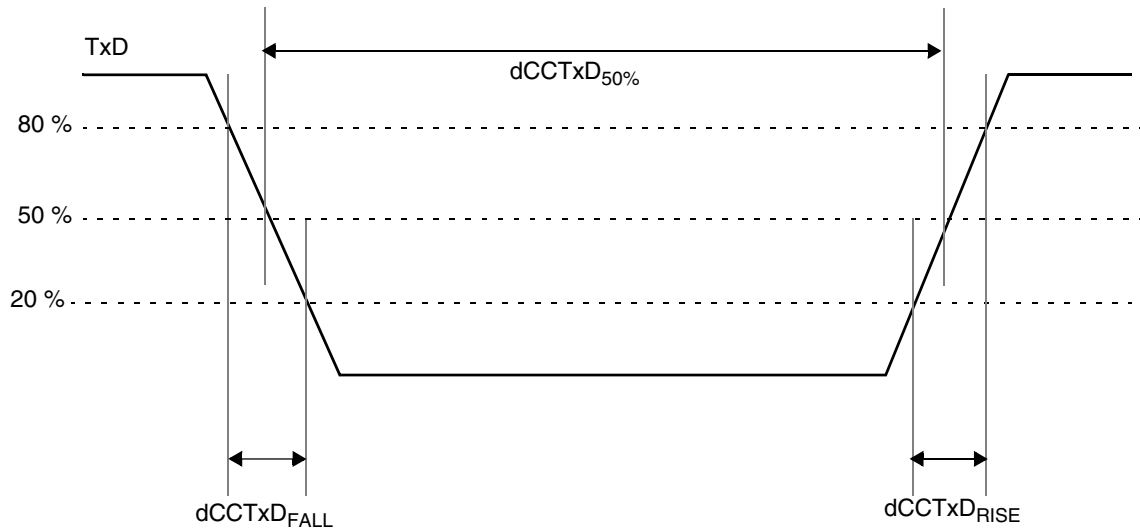 TxD
dCCTxD50%
80 %
50 %
20 %
dCCTxDFALL
dCCTxDRISE